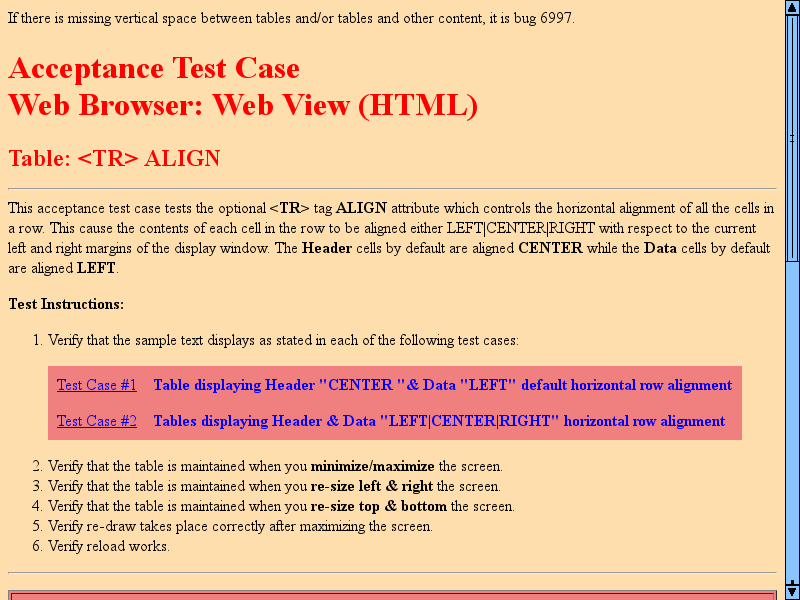 If there is missing vertical space between tables and/or tables and other content, it is bug 6997.
Acceptance Test Case
Web Browser: Web View (HTML)
Table: <TR> ALIGN
This acceptance test case tests the optional <TR> tag ALIGN attribute which controls the horizontal alignment of all the cells in
a row. This cause the contents of each cell in the row to be aligned either LEFT|CENTER|RIGHT with respect to the current
left and right margins of the display window. The Header cells by default are aligned CENTER while the Data cells by default
are aligned LEFT.
Test Instructions:
1. Verify that the sample text displays as stated in each of the following test cases:
Test Case #1 Table displaying Header "CENTER "& Data "LEFT" default horizontal row alignment
Test Case #2 Tables displaying Header & Data "LEFT|CENTER|RIGHT" horizontal row alignment
2. Verify that the table is maintained when you minimize/maximize the screen.
3. Verify that the table is maintained when you re-size left & right the screen.
4. Verify that the table is maintained when you re-size top & bottom the screen.
5. Verify re-draw takes place correctly after maximizing the screen.
6. Verify reload works.